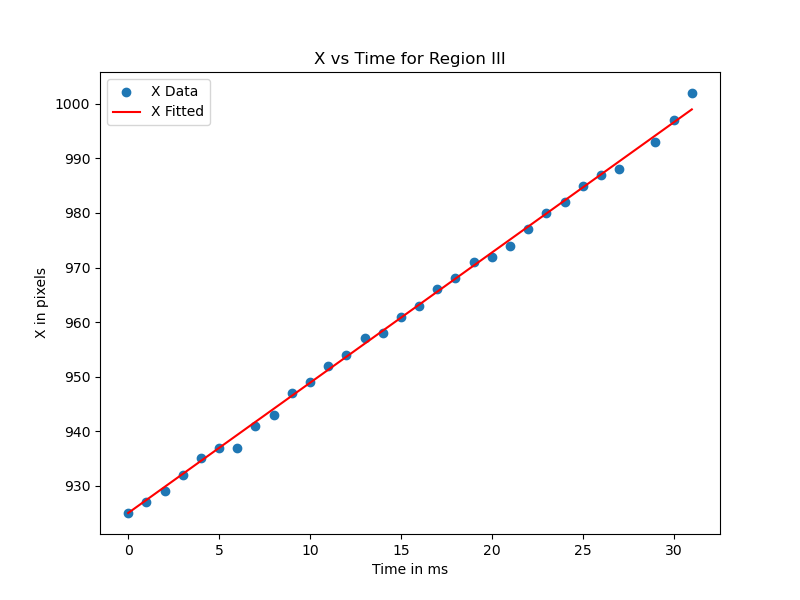 X vs Time for Region III
X Data
X Fitted
1000
990
980
970
960
950
940
930
X in pixels
0 5 10 15 20 25 30
Time in ms